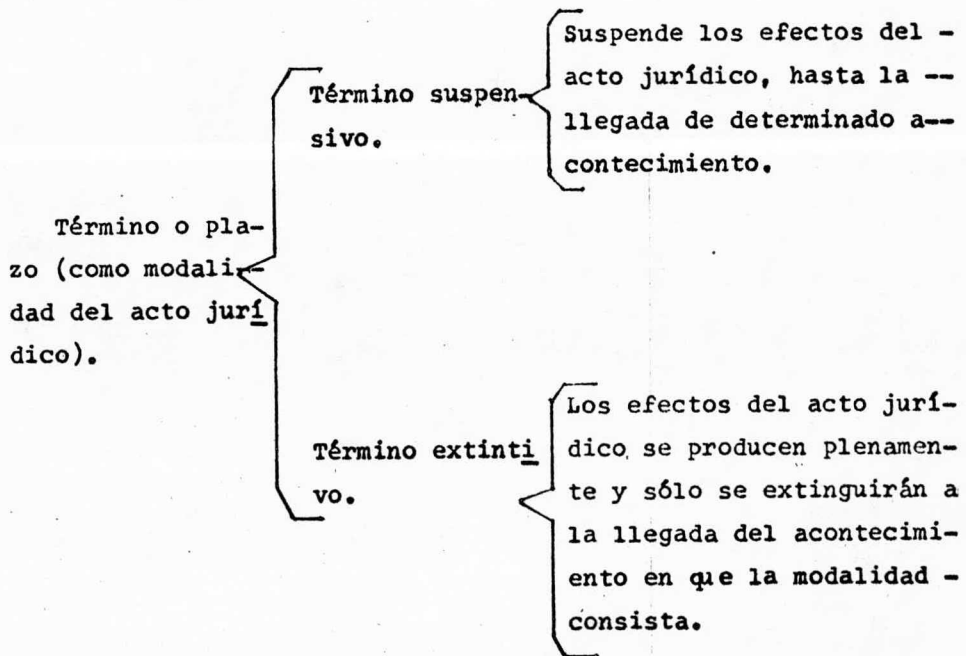 Término o pla-
zo (como modali-
dad del acto jurí
dico).
Término suspen-
sivo.
Suspende los efectos del -
acto jurídico, hasta la --
llegada de determinado a--
contecimiento.
Término extinti
vo.
Los efectos del acto jurí-
dico se producen plenamen-
te y sólo se extinguirán a
la llegada del acontecimi-
ento en que la modalidad -
consista.